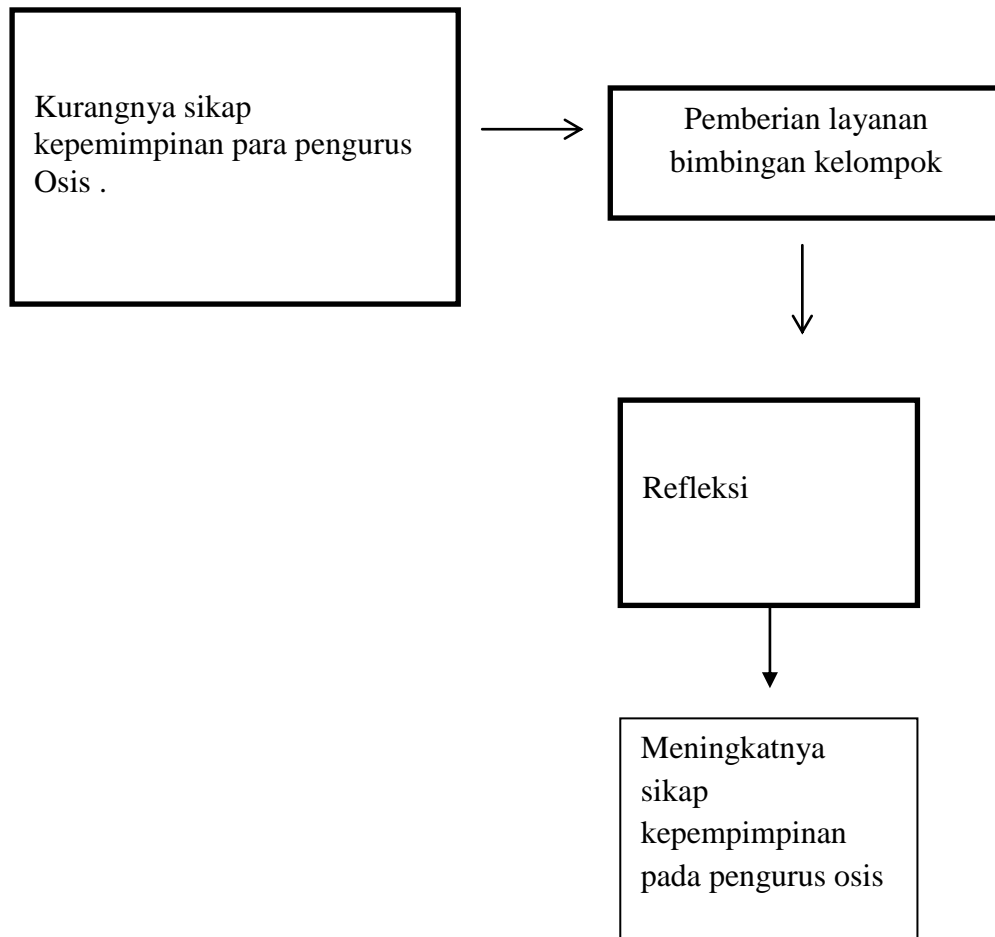 Kurangnya sikap
kepemimpinan para pengurus
Osis .
Pemberian layanan
bimbingan kelompok
Refleksi
Meningkatnya
sikap
kepempimpinan
pada pengurus osis